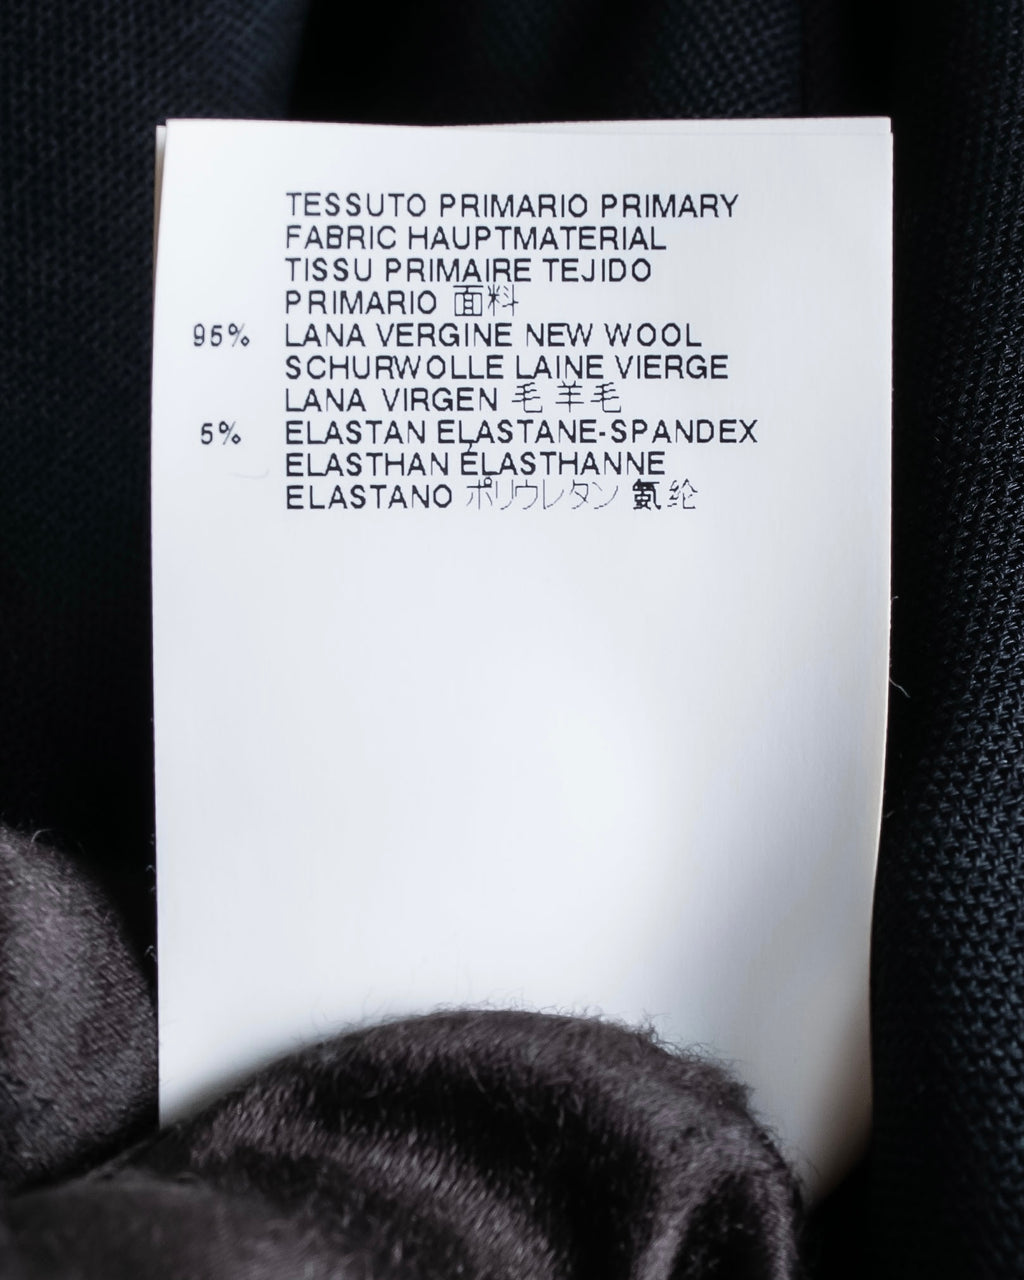 TESSUTO PRIMARIO PRIMARY
FABRIC HAUPTMATERIAL
TISSU PRIMAIRE TEJIDO
PRIMARIO 面料
95% LANA VERGINE NEW WOOL
SCHURWOLLE LAINE VIERGE
LANA VIRGEN 毛 羊毛
5% ELASTAN ELASTANE-SPANDEX
ELASTHAN ÉLASTHANNE
ELASTANO ポリウレタン 氨纶